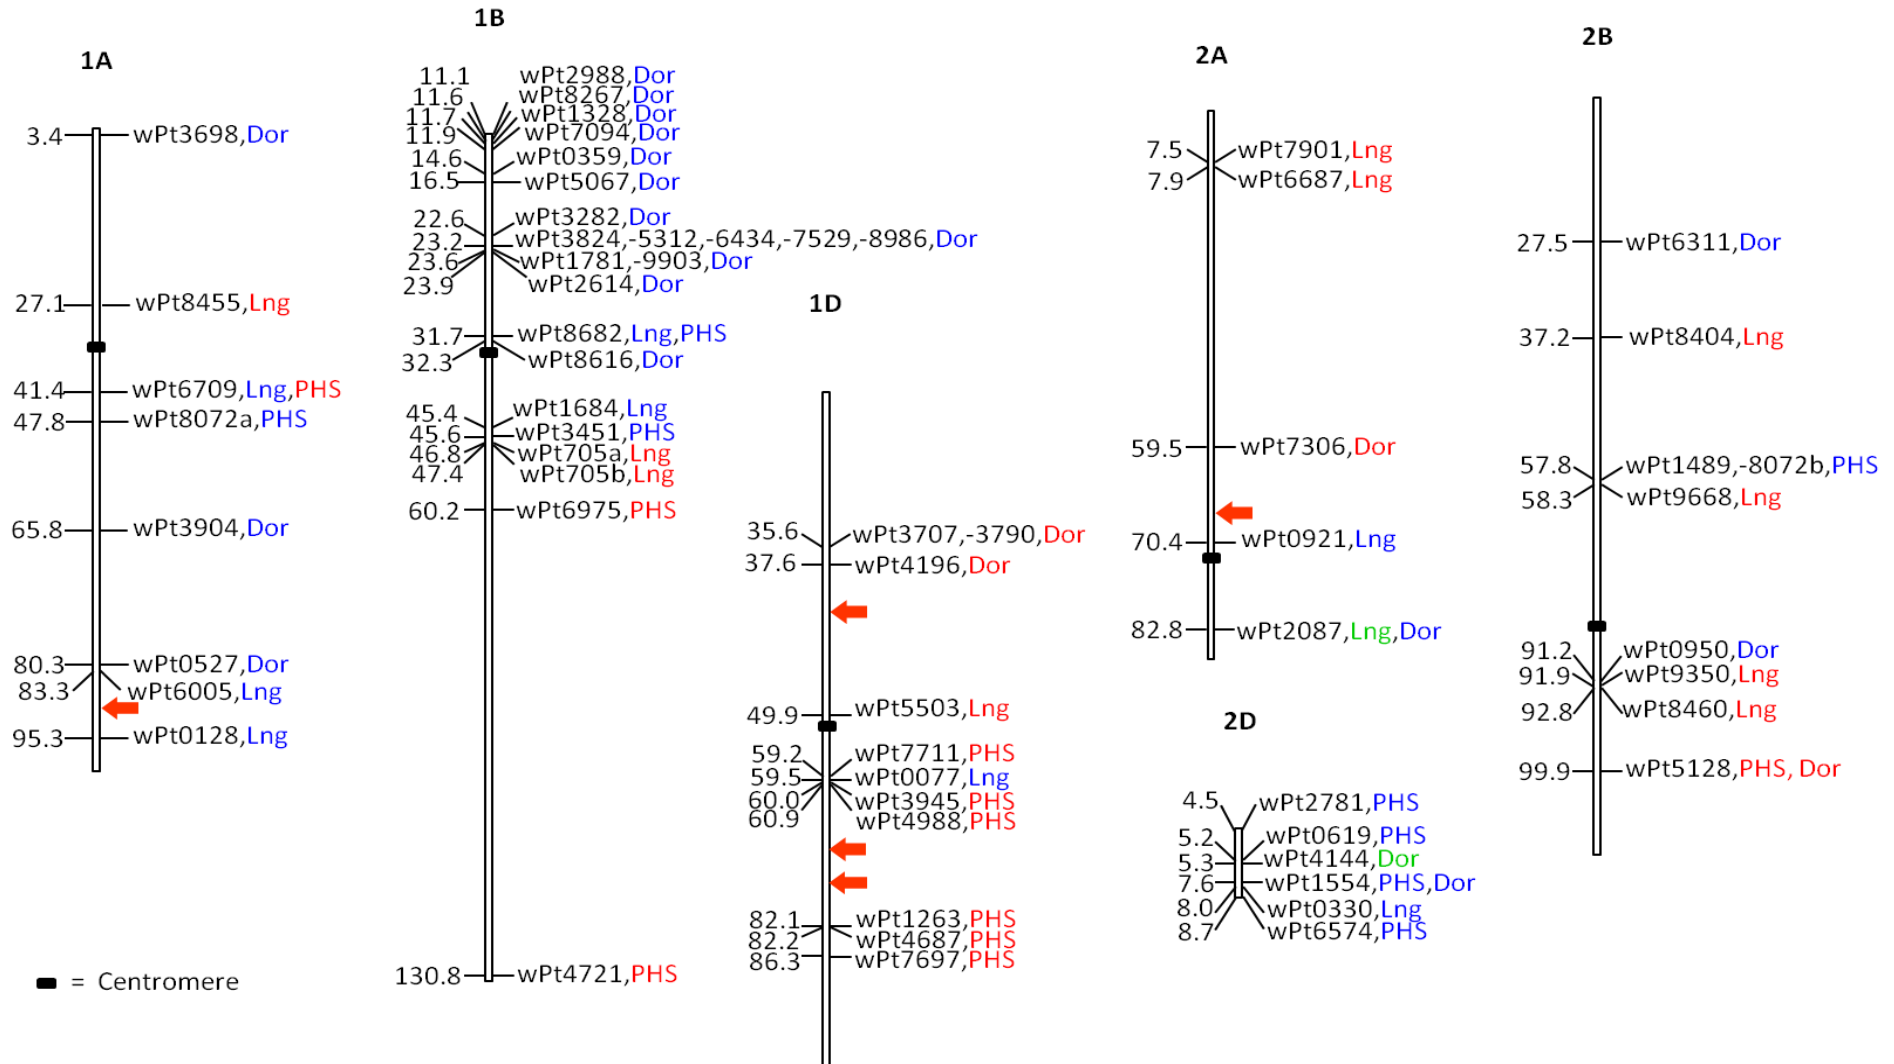 1A
3.4 wPt3698,Dor
27.1 wPt8455,Lng
41.4 wPt6709,Lng,PHS
47.8 wPt8072a,PHS
65.8 wPt3904,Dor
80.3 wPt0527,Dor
83.3 wPt6005,Lng
95.3 wPt0128,Lng
1B
11.1 wPt2988,Dor
11.6 wPt8267,Dor
11.7 wPt1328,Dor
11.9 wPt7094,Dor
14.6 wPt0359,Dor
16.5 wPt5067,Dor
22.6 wPt3282,Dor
23.2 wPt3824,-5312,-6434,-7529,-8986,Dor
23.6 wPt1781,-9903,Dor
23.9 wPt2614,Dor
31.7 wPt8682,Lng,PHS
32.3 wPt8616,Dor
45.4 wPt1684,Lng
45.6 wPt3451,PHS
46.8 wPt705a,Lng
47.4 wPt705b,Lng
60.2 wPt6975,PHS
130.8 wPt4721,PHS
1D
35.6 wPt3707,-3790,Dor
37.6 wPt4196,Dor
49.9 wPt5503,Lng
59.2 wPt7711,PHS
59.5 wPt0077,Lng
60.0 wPt3945,PHS
60.9 wPt4988,PHS
82.1 wPt1263,PHS
82.2 wPt4687,PHS
86.3 wPt7697,PHS
2A
7.5 wPt7901,Lng
7.9 wPt6687,Lng
59.5 wPt7306,Dor
70.4 wPt0921,Lng
82.8 wPt2087,Lng,Dor
2D
4.5 wPt2781,PHS
5.2 wPt0619,PHS
5.3 wPt4144,Dor
7.6 wPt1554,PHS,Dor
8.0 wPt0330,Lng
8.7 wPt6574,PHS
2B
27.5 wPt6311,Dor
37.2 wPt8404,Lng
57.8 wPt1489,-8072b,PHS
58.3 wPt9668,Lng
91.2 wPt0950,Dor
91.9 wPt9350,Lng
92.8 wPt8460,Lng
99.9 wPt5128,PHS, Dor
= Centromere